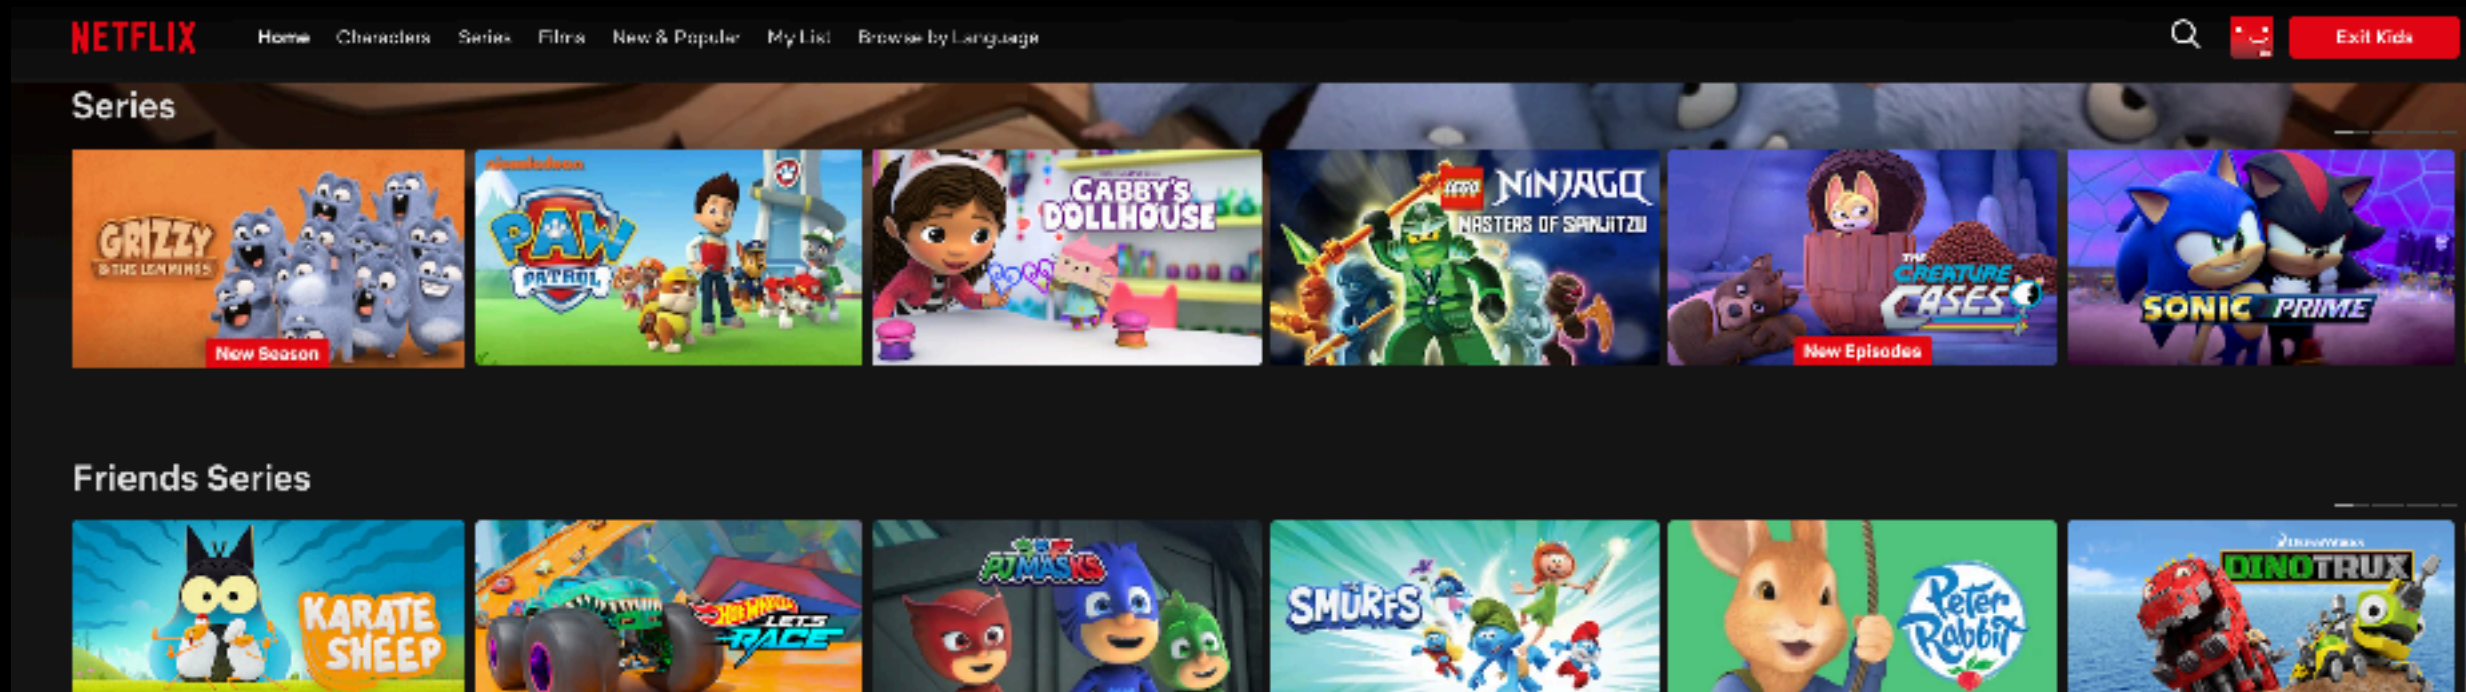 NETFLIX Home Characters Series Films New & Popular My List Browse by Language Exit Kids
Series
GRIZZY
& THE LEMMINGS
New Season
nickelodeon
PAW
PATROL
GABBY'S
DOLLHOUSE
LEGO NINJAGO
MASTERS OF SPINJITZU
THE
CREATURE
CASES
New Episodes
SONIC PRIME
Friends Series
KARATE
SHEEP
HOT WHEELS
LET'S
RACE
PJ MASKS
SMURFS
Peter
Rabbit
DREAMWORKS
DINOTRUX